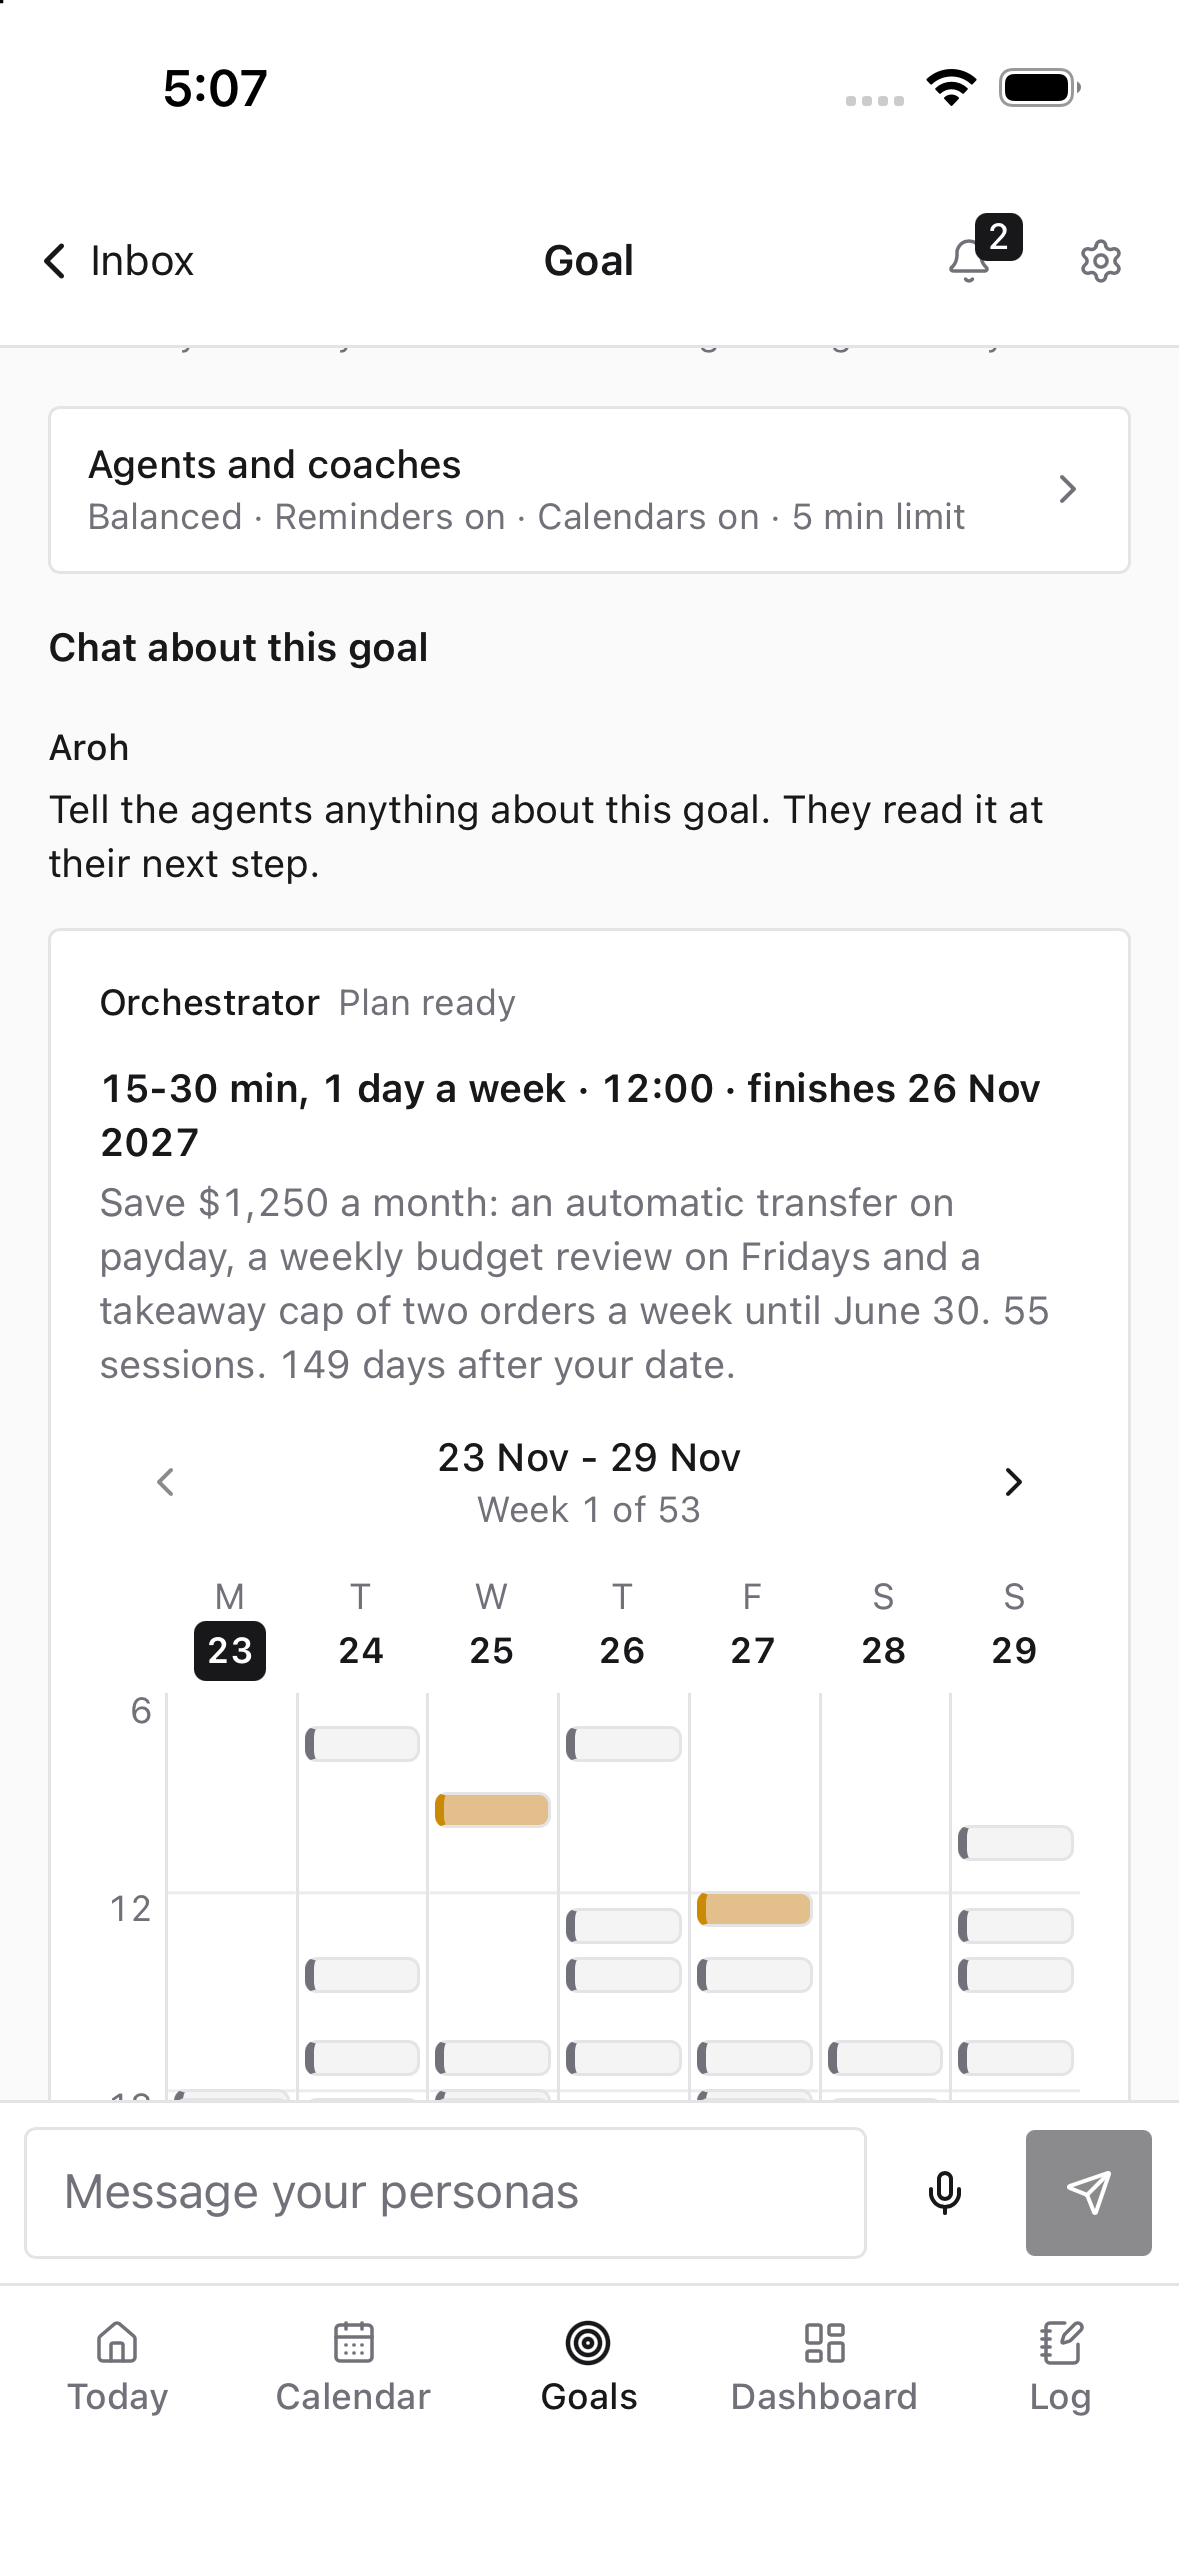 5:07
Inbox
Goal
2
Agents and coaches
Balanced · Reminders on · Calendars on · 5 min limit
Chat about this goal
Aroh
Tell the agents anything about this goal. They read it at
their next step.
Orchestrator Plan ready
15-30 min, 1 day a week · 12:00 · finishes 26 Nov
2027
Save $1,250 a month: an automatic transfer on
payday, a weekly budget review on Fridays and a
takeaway cap of two orders a week until June 30. 55
sessions. 149 days after your date.
23 Nov - 29 Nov
Week 1 of 53
M T W T F S S
23 24 25 26 27 28 29
6
12
Message your personas
Today Calendar Goals Dashboard Log